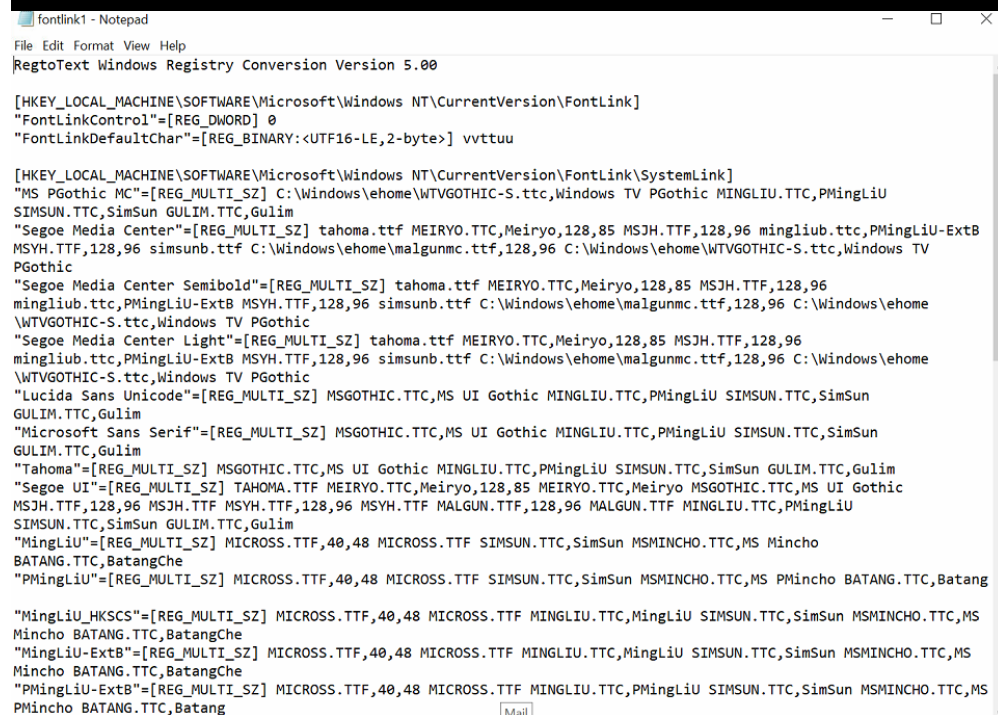 fontlink1 - Notepad
File Edit Format View Help
RegtoText Windows Registry Conversion Version 5.00
[HKEY_LOCAL_MACHINE\SOFTWARE\Microsoft\Windows NT\CurrentVersion\FontLink]
"FontLinkControl"=[REG_DWORD] 0
"FontLinkDefaultChar"=[REG_BINARY:<UTF16-LE,2-byte>] vvttuu
[HKEY_LOCAL_MACHINE\SOFTWARE\Microsoft\Windows NT\CurrentVersion\FontLink\SystemLink]
"MS PGothic MC"=[REG_MULTI_SZ] C:\Windows\ehome\WTVGOTHIC-S.ttc,Windows TV PGothic MINGLIU.TTC,PMingLiU
SIMSUN.TTC,SimSun GULIM.TTC,Gulim
"Segoe Media Center"=[REG_MULTI_SZ] tahoma.ttf MEIRYO.TTC,Meiryo,128,85 MSJH.TTF,128,96 mingliub.ttc,PMingLiU-ExtB
MSYH.TTF,128,96 simsunb.ttf C:\Windows\ehome\malgunmc.ttf,128,96 C:\Windows\ehome\WTVGOTHIC-S.ttc,Windows TV
PGothic
"Segoe Media Center Semibold"=[REG_MULTI_SZ] tahoma.ttf MEIRYO.TTC,Meiryo,128,85 MSJH.TTF,128,96
mingliub.ttc,PMingLiU-ExtB MSYH.TTF,128,96 simsunb.ttf C:\Windows\ehome\malgunmc.ttf,128,96 C:\Windows\ehome
\WTVGOTHIC-S.ttc,Windows TV PGothic
"Segoe Media Center Light"=[REG_MULTI_SZ] tahoma.ttf MEIRYO.TTC,Meiryo,128,85 MSJH.TTF,128,96
mingliub.ttc,PMingLiU-ExtB MSYH.TTF,128,96 simsunb.ttf C:\Windows\ehome\malgunmc.ttf,128,96 C:\Windows\ehome
\WTVGOTHIC-S.ttc,Windows TV PGothic
"Lucida Sans Unicode"=[REG_MULTI_SZ] MSGOTHIC.TTC,MS UI Gothic MINGLIU.TTC,PMingLiU SIMSUN.TTC,SimSun
GULIM.TTC,Gulim
"Microsoft Sans Serif"=[REG_MULTI_SZ] MSGOTHIC.TTC,MS UI Gothic MINGLIU.TTC,PMingLiU SIMSUN.TTC,SimSun
GULIM.TTC,Gulim
"Tahoma"=[REG_MULTI_SZ] MSGOTHIC.TTC,MS UI Gothic MINGLIU.TTC,PMingLiU SIMSUN.TTC,SimSun GULIM.TTC,Gulim
"Segoe UI"=[REG_MULTI_SZ] TAHOMA.TTF MEIRYO.TTC,Meiryo,128,85 MEIRYO.TTC,Meiryo MSGOTHIC.TTC,MS UI Gothic
MSJH.TTF,128,96 MSJH.TTF MSYH.TTF,128,96 MSYH.TTF MALGUN.TTF,128,96 MALGUN.TTF MINGLIU.TTC,PMingLiU
SIMSUN.TTC,SimSun GULIM.TTC,Gulim
"MingLiU"=[REG_MULTI_SZ] MICROSS.TTF,40,48 MICROSS.TTF SIMSUN.TTC,SimSun MSMINCHO.TTC,MS Mincho
BATANG.TTC,BatangChe
"PMingLiU"=[REG_MULTI_SZ] MICROSS.TTF,40,48 MICROSS.TTF SIMSUN.TTC,SimSun MSMINCHO.TTC,MS PMincho BATANG.TTC,Batang
"MingLiU_HKSCS"=[REG_MULTI_SZ] MICROSS.TTF,40,48 MICROSS.TTF MINGLIU.TTC,MingLiU SIMSUN.TTC,SimSun MSMINCHO.TTC,MS
Mincho BATANG.TTC,BatangChe
"MingLiU-ExtB"=[REG_MULTI_SZ] MICROSS.TTF,40,48 MICROSS.TTF MINGLIU.TTC,MingLiU SIMSUN.TTC,SimSun MSMINCHO.TTC,MS
Mincho BATANG.TTC,BatangChe
"PMingLiU-ExtB"=[REG_MULTI_SZ] MICROSS.TTF,40,48 MICROSS.TTF MINGLIU.TTC,PMingLiU SIMSUN.TTC,SimSun MSMINCHO.TTC,MS
PMincho BATANG.TTC,Batang
Mail